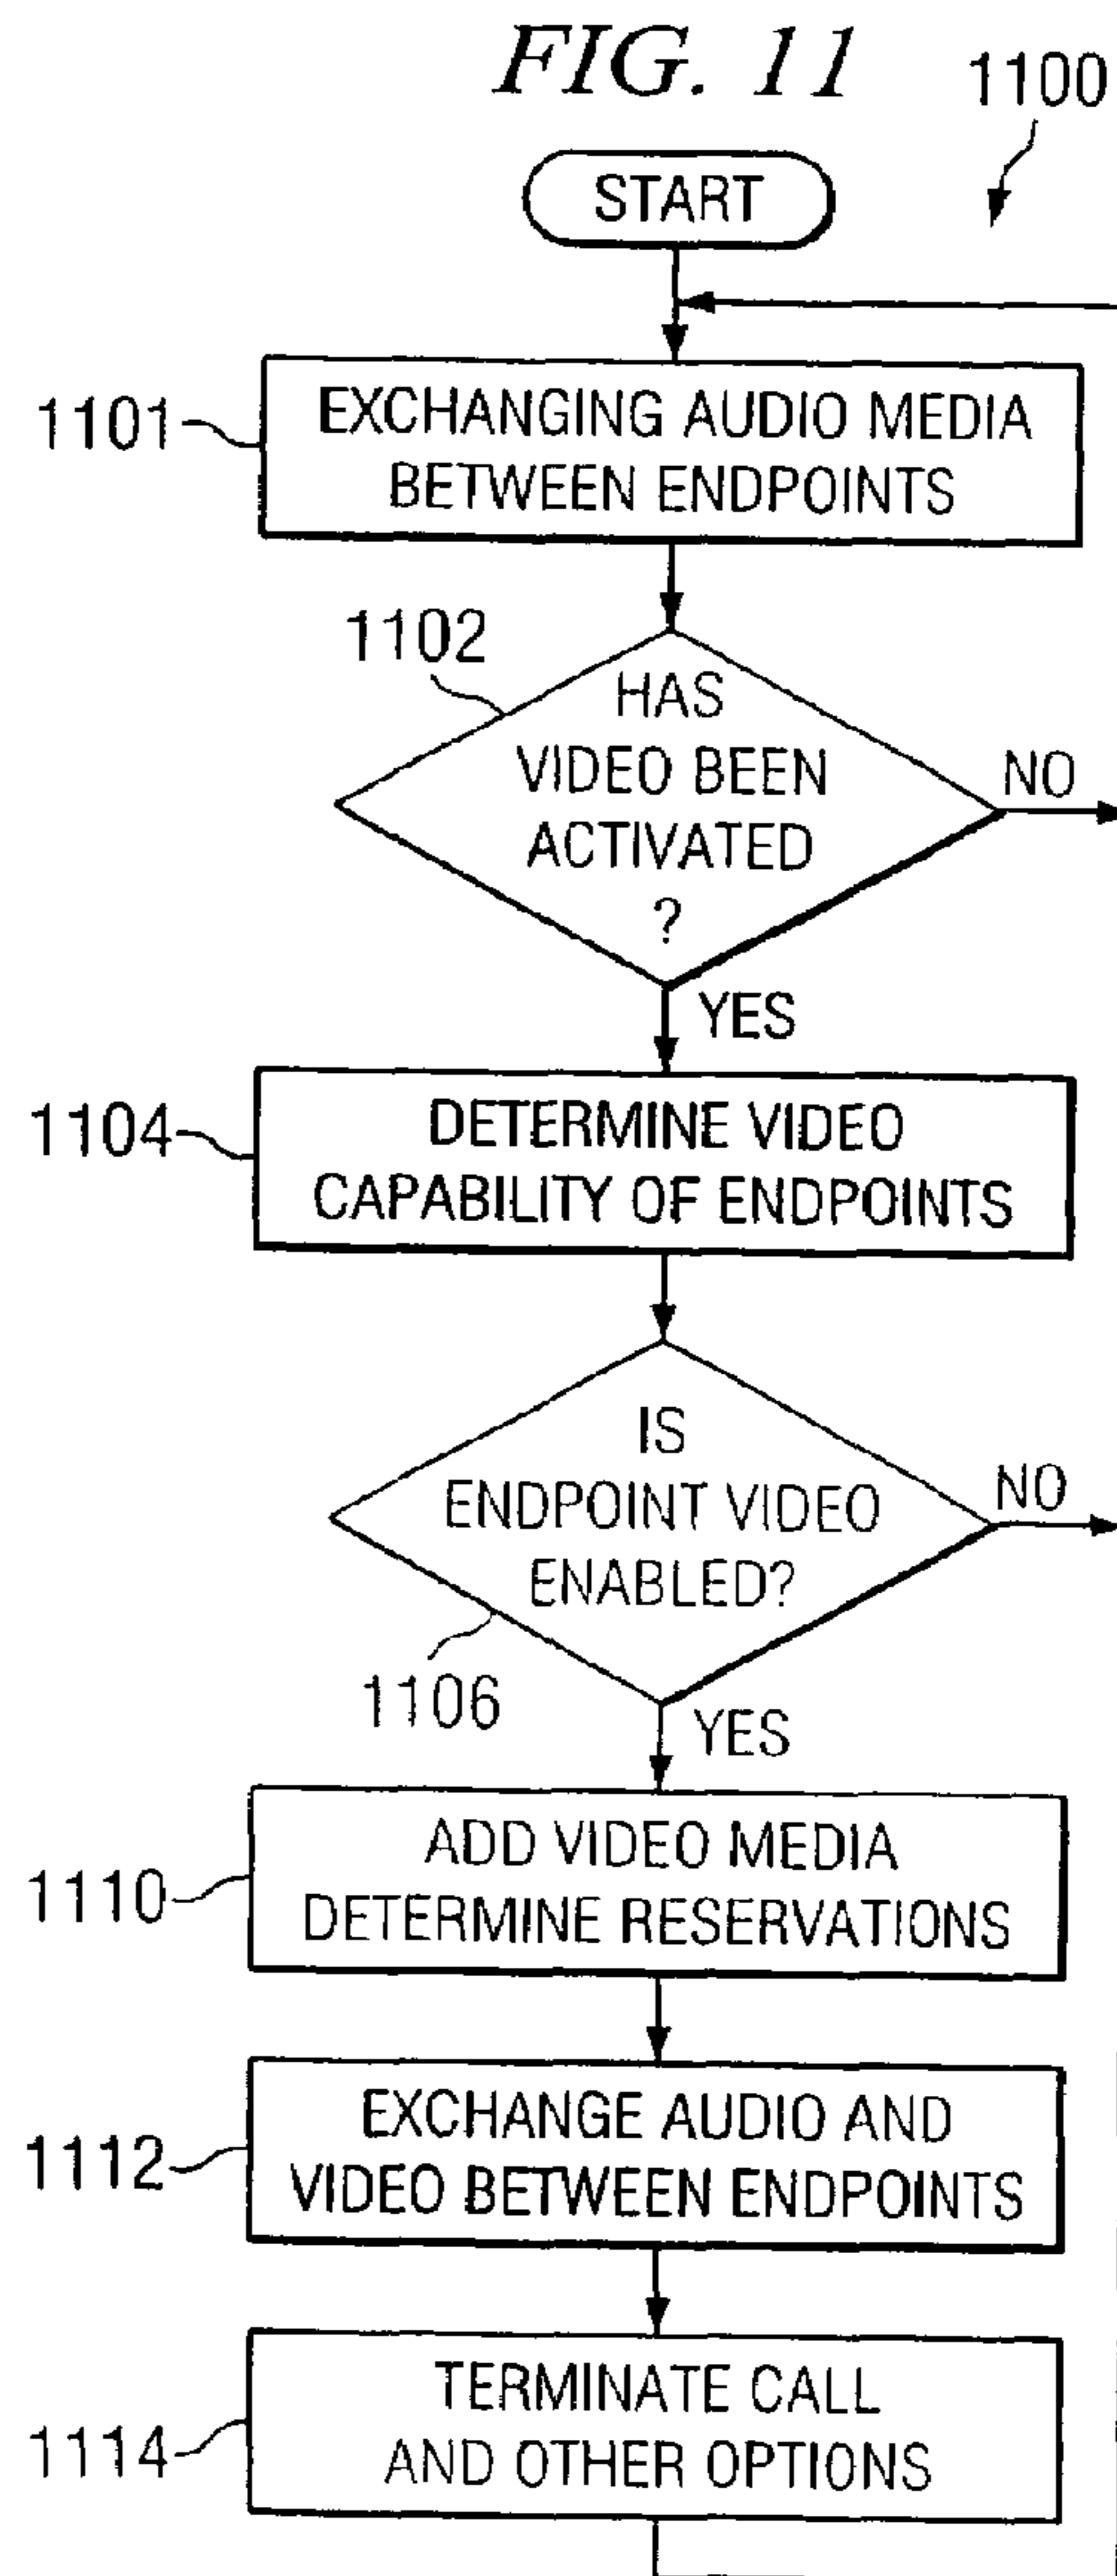 FIG. 11
1100
START
1101
EXCHANGING AUDIO MEDIA
BETWEEN ENDPOINTS
1102
HAS
VIDEO BEEN
ACTIVATED
?
NO
YES
1104
DETERMINE VIDEO
CAPABILITY OF ENDPOINTS
IS
ENDPOINT VIDEO
ENABLED?
NO
1106
YES
1110
ADD VIDEO MEDIA
DETERMINE RESERVATIONS
1112
EXCHANGE AUDIO AND
VIDEO BETWEEN ENDPOINTS
1114
TERMINATE CALL
AND OTHER OPTIONS